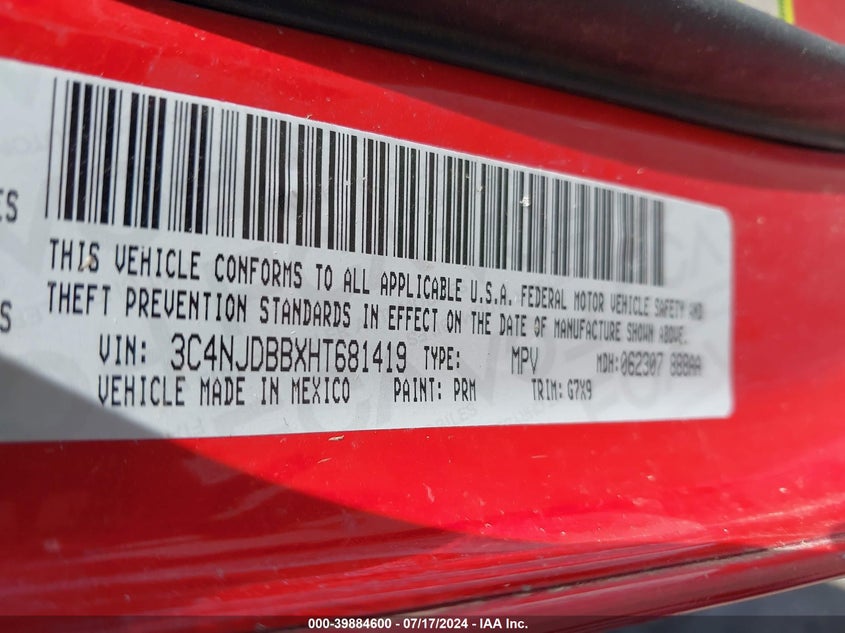 ES
THIS VEHICLE CONFORMS TO ALL APPLICABLE U.S.A. FEDERAL MOTOR VEHICLE SAFETY AND
S
THEFT PREVENTION STANDARDS IN EFFECT ON THE DATE OF MANUFACTURE SHOWN ABOVE.
VIN: 3C4NJDBBXHT681419 TYPE: MPV MDH:062307 888AA
VEHICLE MADE IN MEXICO PAINT: PRM TRIM: G7X9
000-39884600 - 07/17/2024 - IAA Inc.